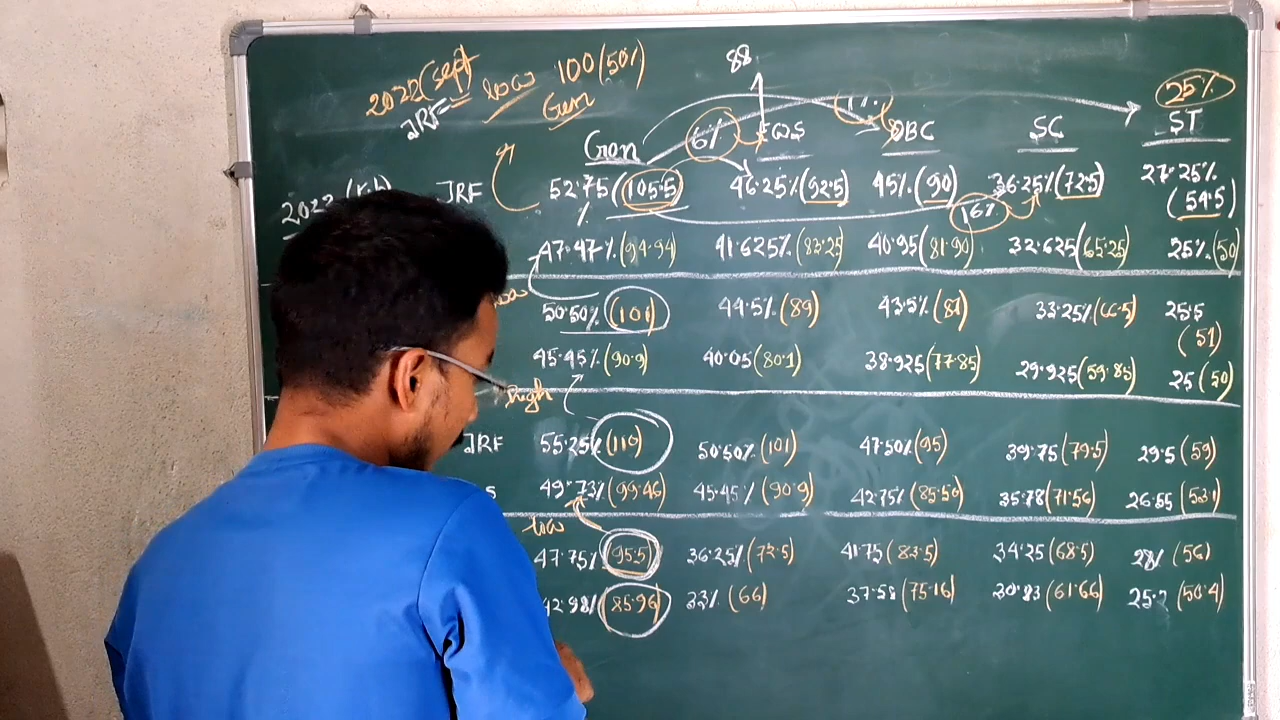 2022(sept) low 100(50%) 88
JRF= Gen 25%
6% 1%
Gen EWS OBC SC ST
2022 JRF 52.75%(105.5) 46.25%(92.5) 45%(90) 36.25%(72.5) 27.25%
(54.5)
16%
47.47%(94.94) 41.625%(83.25) 40.95(81.90) 32.625(65.25) 25%(50)
50.50%(101) 44.5%(89) 43.5%(87) 33.25%(66.5) 25.5
(51)
45.45%(90.9) 40.05(80.1) 38.925(77.85) 29.925(59.85) 25(50)
high
JRF 55.25%(110) 50.50%(101) 47.50%(95) 39.75(79.5) 29.5(59)
s 49.73%(99.46) 45.45%(90.9) 42.75%(85.50) 35.78(71.56) 26.55(53.1)
low
47.75%(95.5) 36.25%(72.5) 41.75(83.5) 34.25(68.5) 28%(56)
42.98%(85.96) 33%(66) 37.58(75.16) 30.83(61.66) 25.2(50.4)